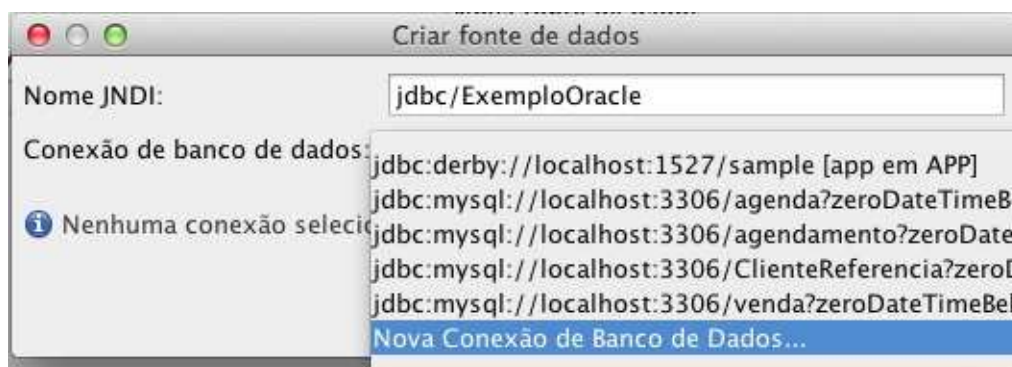 Criar fonte de dados
Nome JNDI:
jdbc/ExemploOracle
Conexão de banco de dados:
jdbc:derby://localhost:1527/sample [app em APP]
jdbc:mysql://localhost:3306/agenda?zeroDateTimeB
Nenhuma conexão selecio
jdbc:mysql://localhost:3306/agendamento?zeroDate
jdbc:mysql://localhost:3306/ClienteReferencia?zeroD
jdbc:mysql://localhost:3306/venda?zeroDateTimeBe
Nova Conexão de Banco de Dados...